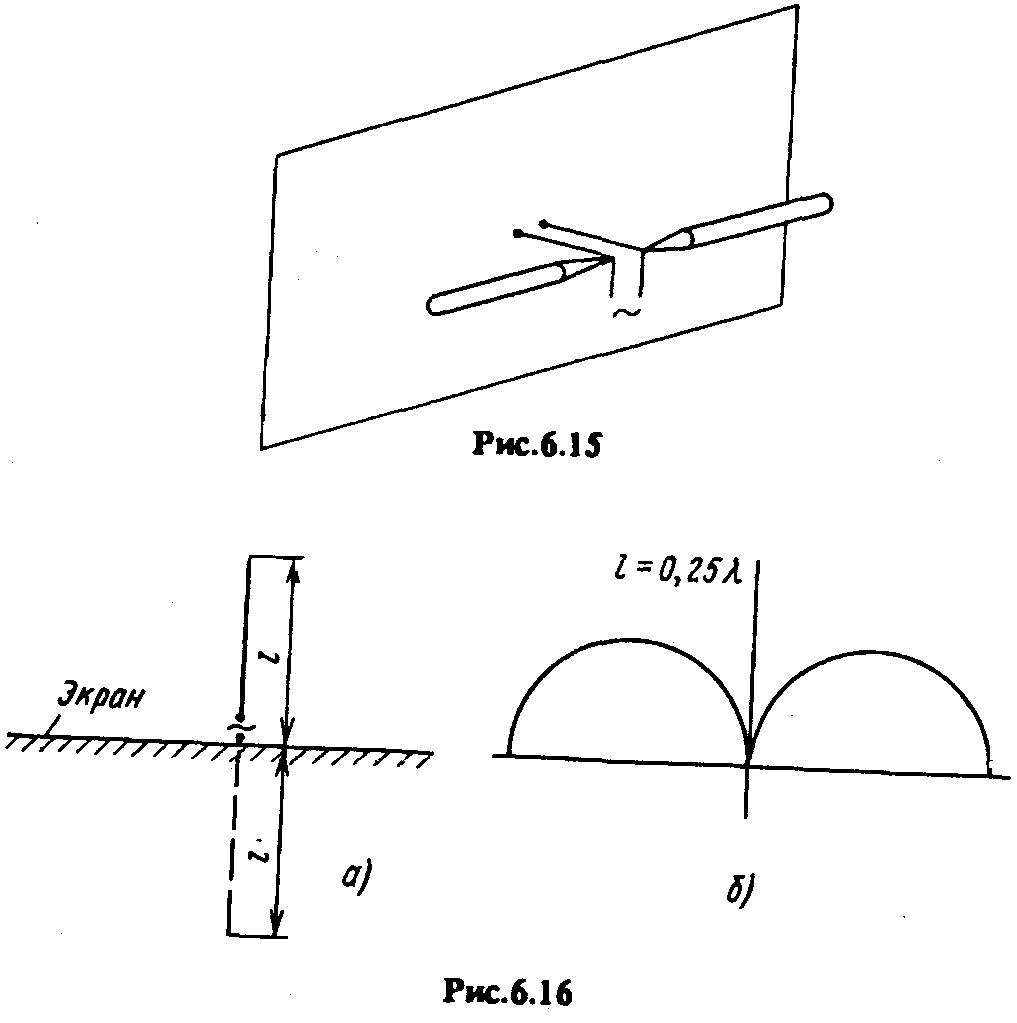 ~
Рис.6.15
l = 0,25λ
Экран
l
~
l
а)
б)
Рис.6.16